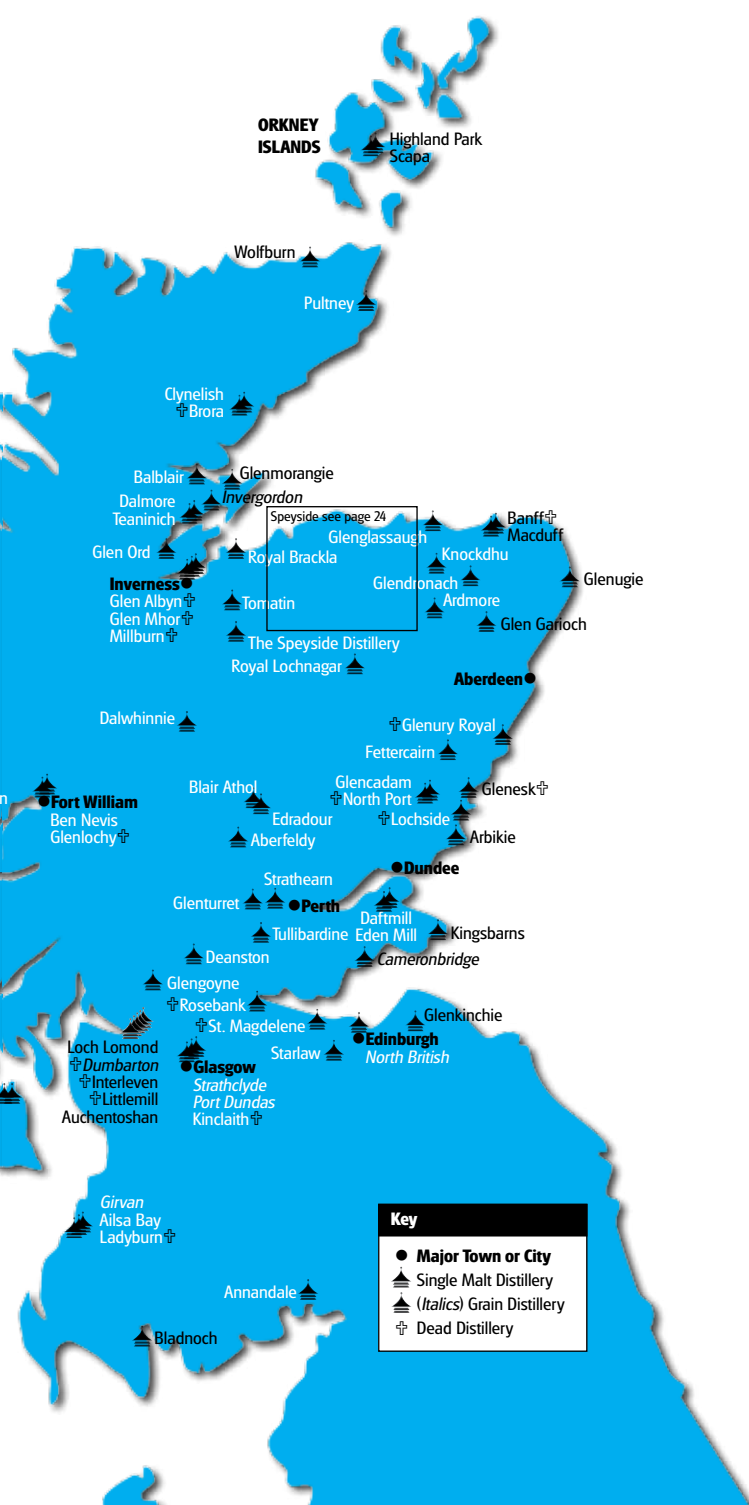 ORKNEY
ISLANDS
Highland Park
Scapa
Wolfburn
Pultney
Clynelish
✞Brora
Balblair
Glenmorangie
Dalmore
Teaninich
Invergordon
Speyside see page 24
Banff✞
Macduff
Glenglassaugh
Glen Ord
Royal Brackla
Knockdhu
Inverness
Glen Albyn✞
Glen Mhor✞
Millburn✞
Glendronach
Glenugie
Tomatin
Ardmore
Glen Garioch
The Speyside Distillery
Royal Lochnagar
Aberdeen
Dalwhinnie
✞Glenury Royal
Fettercairn
n
Fort William
Ben Nevis
Glenlochy✞
Blair Athol
Edradour
Glencadam
✞North Port
Glenesk✞
✞Lochside
Aberfeldy
Arbikie
Dundee
Strathearn
Glenturret
Perth
Daftmill
Eden Mill
Tullibardine
Kingsbarns
Deanston
Cameronbridge
Glengoyne
✞Rosebank
✞St. Magdelene
Glenkinchie
Edinburgh
North British
Starlaw
Loch Lomond
✞Dumbarton
✞Interleven
✞Littlemill
Auchentoshan
Glasgow
Strathclyde
Port Dundas
Kinclaith✞
Girvan
Ailsa Bay
Ladyburn✞
Annandale
Bladnoch
Key
Major Town or City
Single Malt Distillery
(Italics) Grain Distillery
✞ Dead Distillery